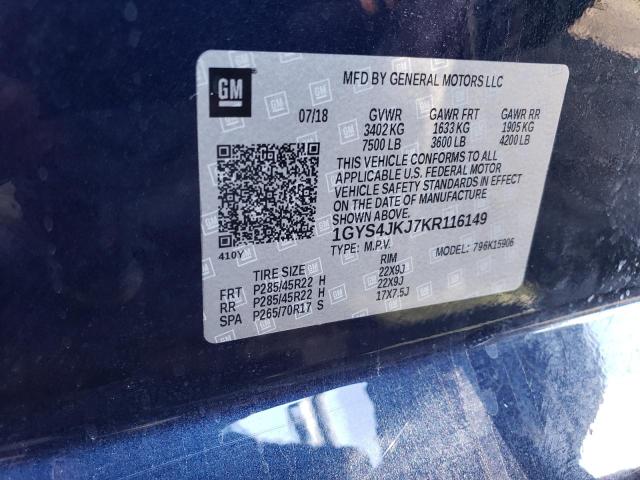 GM
MFD BY GENERAL MOTORS LLC
07/18 GVWR GAWR FRT GAWR RR
3402 KG 1633 KG 1905 KG
7500 LB 3600 LB 4200 LB
THIS VEHICLE CONFORMS TO ALL
APPLICABLE U.S. FEDERAL MOTOR
VEHICLE SAFETY STANDARDS IN EFFECT
ON THE DATE OF MANUFACTURE
SHOWN ABOVE.
1GYS4JKJ7KR116149
410Y TYPE: M.P.V. MODEL: 796K15906
TIRE SIZE RIM
FRT P285/45R22 H 22X9J
RR P285/45R22 H 22X9J
SPA P265/70R17 S 17X7.5J